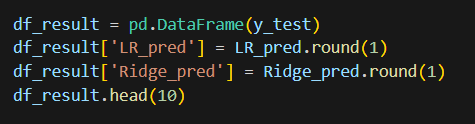 df_result = pd.DataFrame(y_test)
df_result['LR_pred'] = LR_pred.round(1)
df_result['Ridge_pred'] = Ridge_pred.round(1)
df_result.head(10)